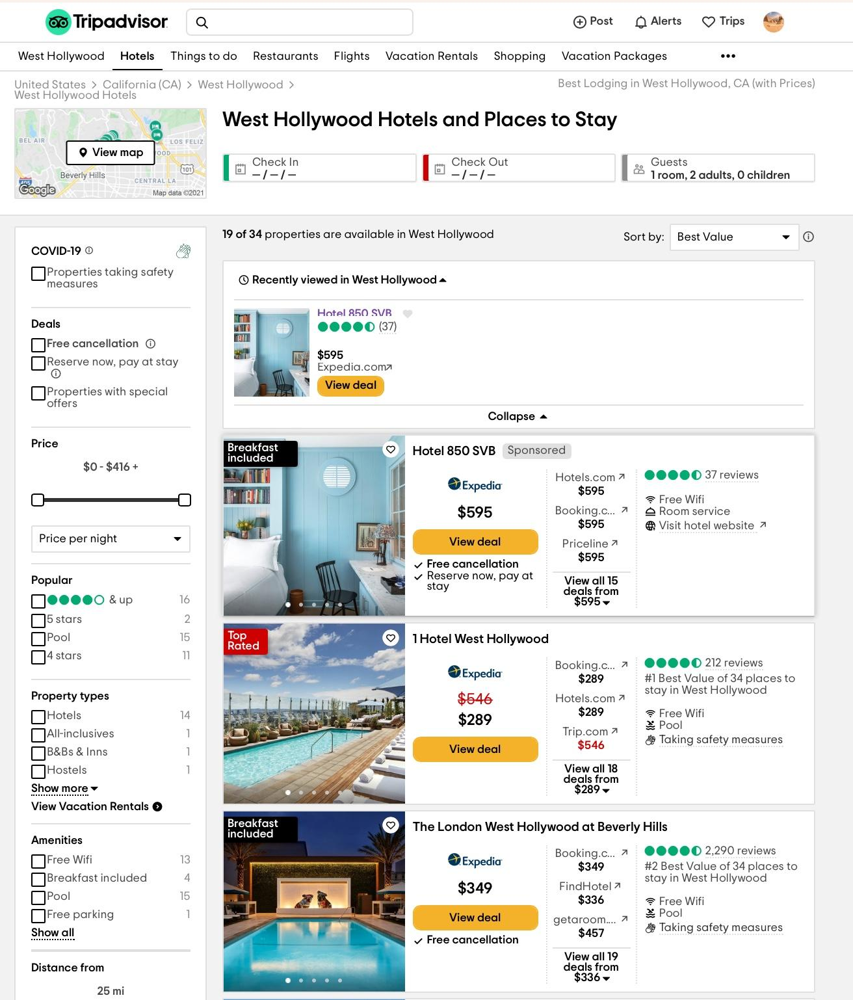 Tripadvisor
Post
Alerts
Trips
West Hollywood
Hotels
Things to do
Restaurants
Flights
Vacation Rentals
Shopping
Vacation Packages
United States
California (CA)
West Hollywood
West Hollywood Hotels
Best Lodging in West Hollywood, CA (with Prices)
BEL AIR
LOS FELIZ
WOOD
View map
Beverly Hills
101
405
CENTRAL LA
Google
Map data ©2021
West Hollywood Hotels and Places to Stay
Check In
– / – / –
Check Out
– / – / –
Guests
1 room, 2 adults, 0 children
COVID-19
Properties taking safety
measures
Deals
Free cancellation
Reserve now, pay at stay
Properties with special
offers
Price
$0 - $416 +
Price per night
Popular
& up 16
5 stars 2
Pool 15
4 stars 11
Property types
Hotels 14
All-inclusives 1
B&Bs & Inns 1
Hostels 1
Show more
View Vacation Rentals
Amenities
Free Wifi 13
Breakfast included 4
Pool 15
Free parking 1
Show all
Distance from
25 mi
19 of 34 properties are available in West Hollywood
Sort by:
Best Value
Recently viewed in West Hollywood
Hotel 850 SVB
(37)
$595
Expedia.com
View deal
Collapse
Breakfast
included
Hotel 850 SVB
Sponsored
Expedia
$595
View deal
Free cancellation
Reserve now, pay at
stay
Hotels.com
$595
Booking.c...
$595
Priceline
$595
View all 15
deals from
$595
37 reviews
Free Wifi
Room service
Visit hotel website
Top
Rated
1 Hotel West Hollywood
Expedia
$546
$289
View deal
Booking.c...
$289
Hotels.com
$289
Trip.com
$546
View all 18
deals from
$289
212 reviews
#1 Best Value of 34 places to
stay in West Hollywood
Free Wifi
Pool
Taking safety measures
Breakfast
included
The London West Hollywood at Beverly Hills
Expedia
$349
View deal
Free cancellation
Booking.c...
$349
FindHotel
$336
getaroom....
$457
View all 19
deals from
$336
2,290 reviews
#2 Best Value of 34 places to
stay in West Hollywood
Free Wifi
Pool
Taking safety measures